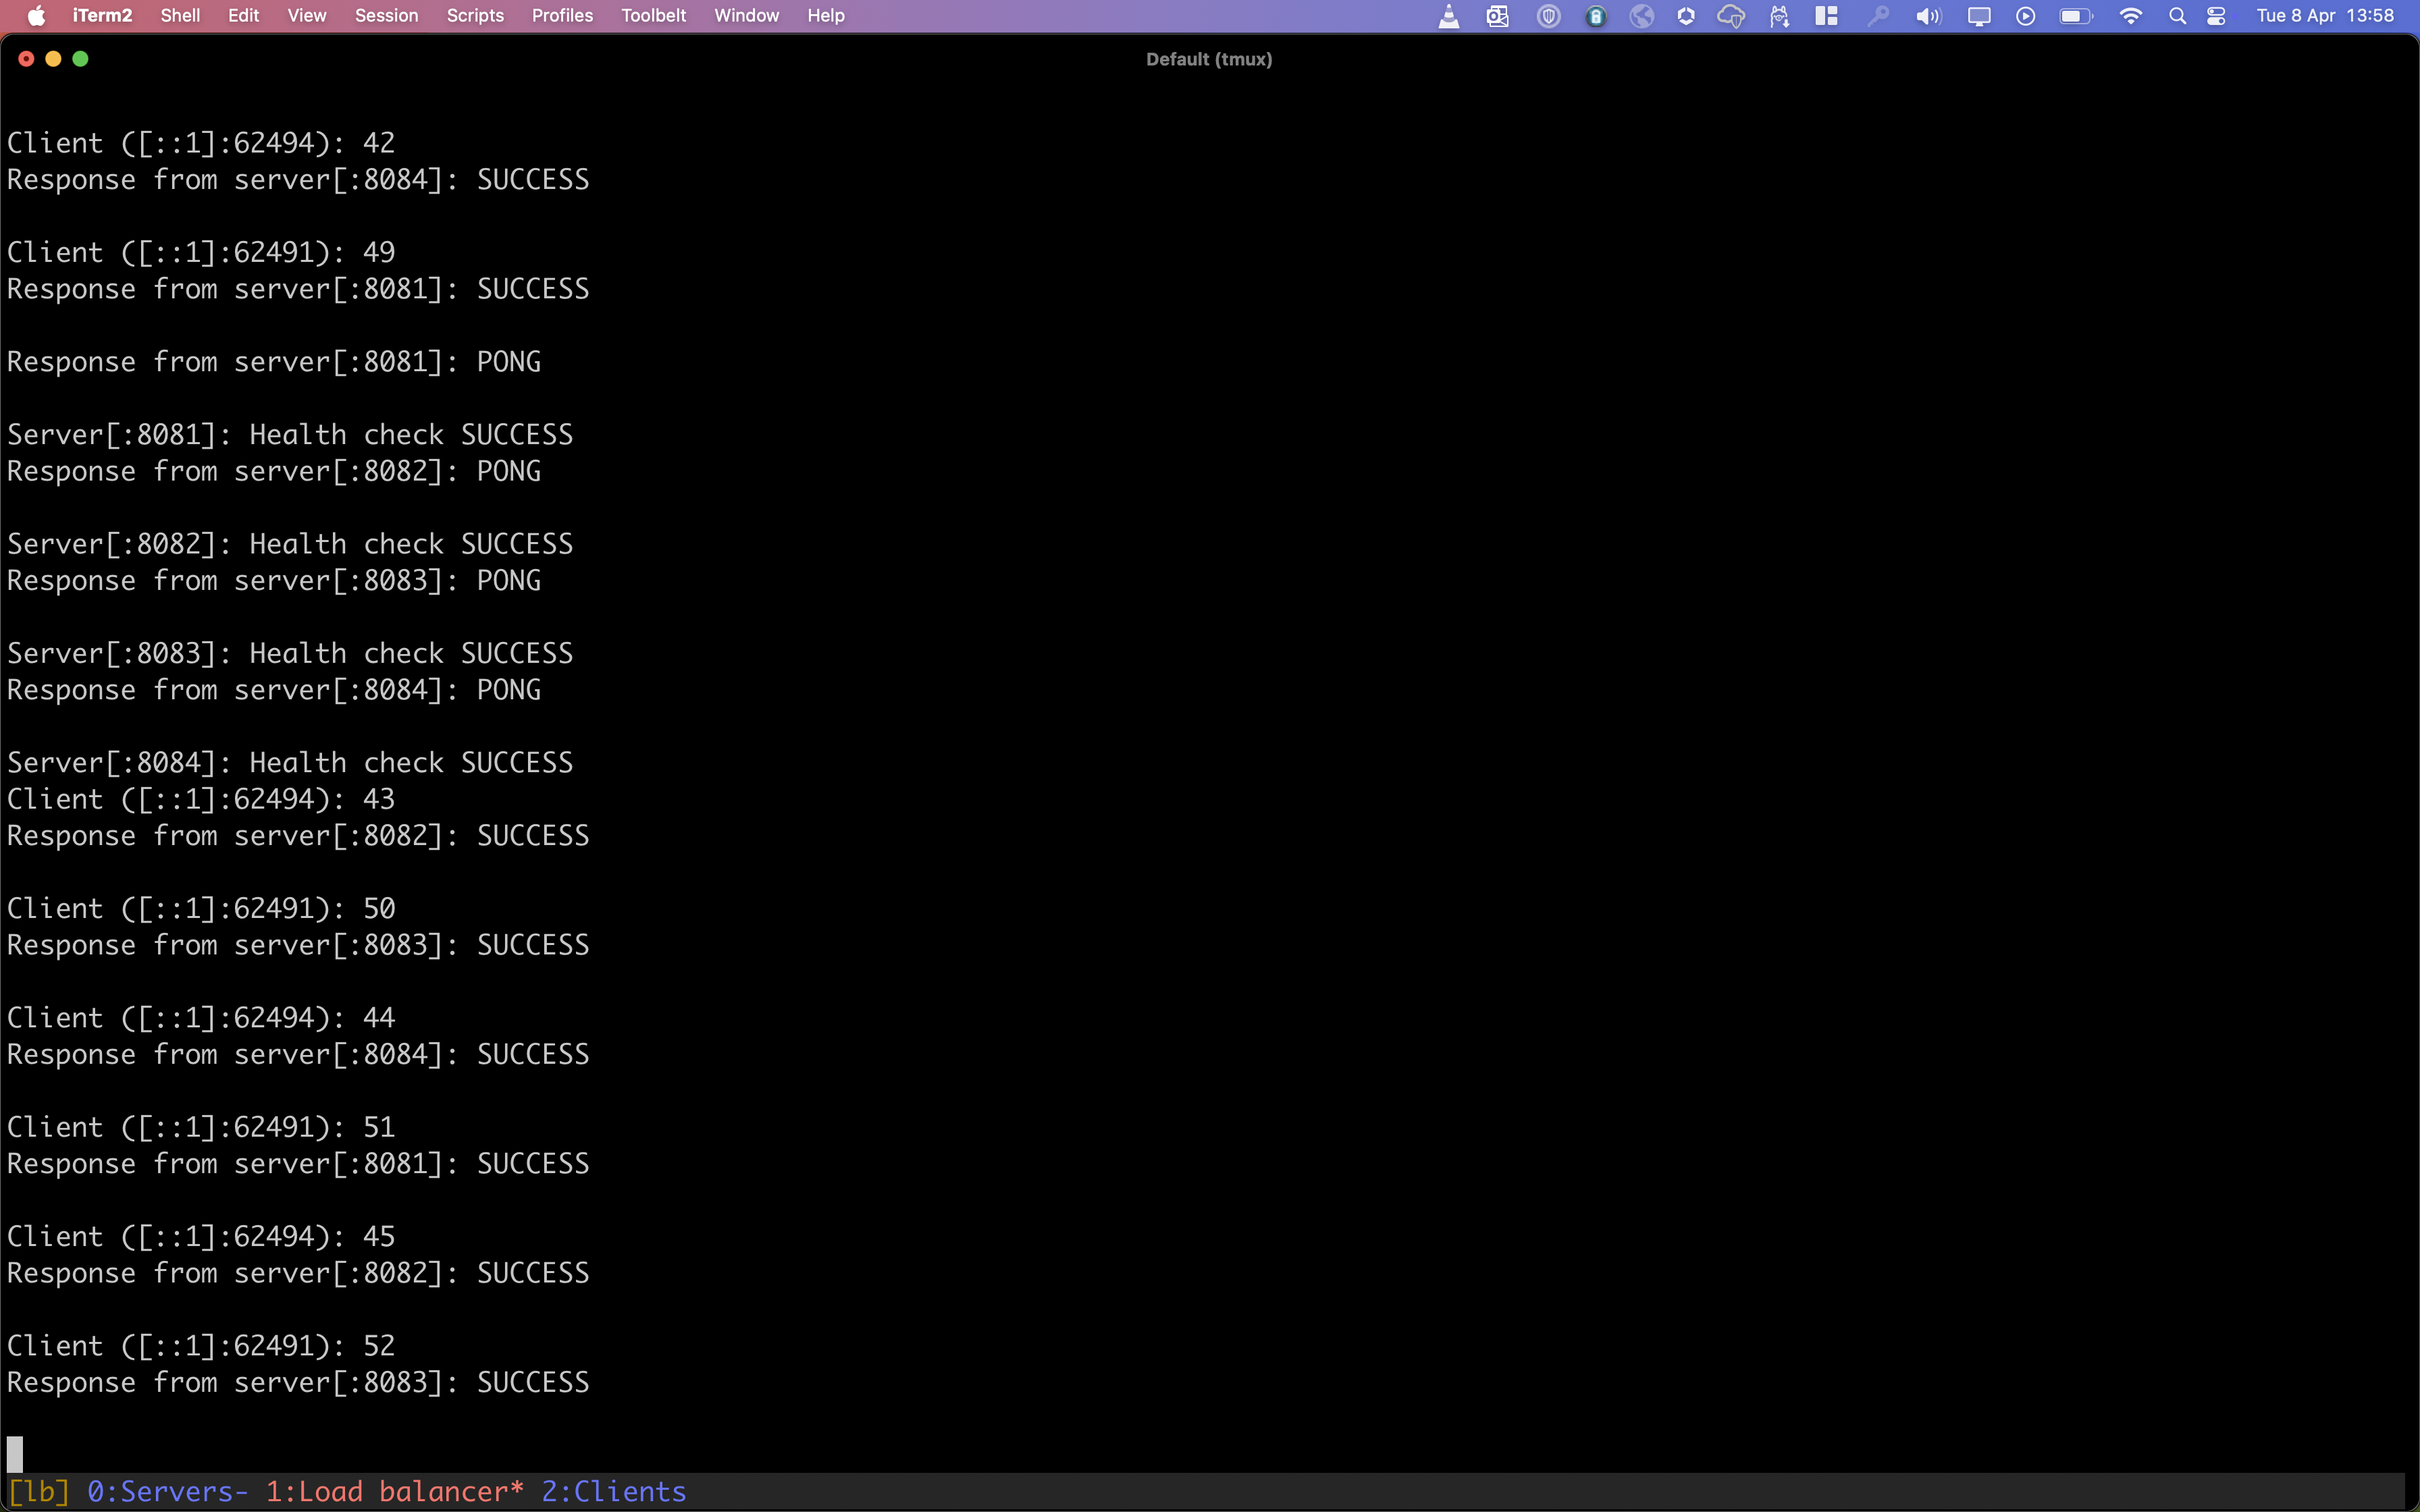 iTerm2 Shell Edit View Session Scripts Profiles Toolbelt Window Help Tue 8 Apr 13:58
Default (tmux)
Client ([::1]:62494): 42
Response from server[:8084]: SUCCESS
Client ([::1]:62491): 49
Response from server[:8081]: SUCCESS
Response from server[:8081]: PONG
Server[:8081]: Health check SUCCESS
Response from server[:8082]: PONG
Server[:8082]: Health check SUCCESS
Response from server[:8083]: PONG
Server[:8083]: Health check SUCCESS
Response from server[:8084]: PONG
Server[:8084]: Health check SUCCESS
Client ([::1]:62494): 43
Response from server[:8082]: SUCCESS
Client ([::1]:62491): 50
Response from server[:8083]: SUCCESS
Client ([::1]:62494): 44
Response from server[:8084]: SUCCESS
Client ([::1]:62491): 51
Response from server[:8081]: SUCCESS
Client ([::1]:62494): 45
Response from server[:8082]: SUCCESS
Client ([::1]:62491): 52
Response from server[:8083]: SUCCESS
[lb] 0:Servers- 1:Load balancer* 2:Clients